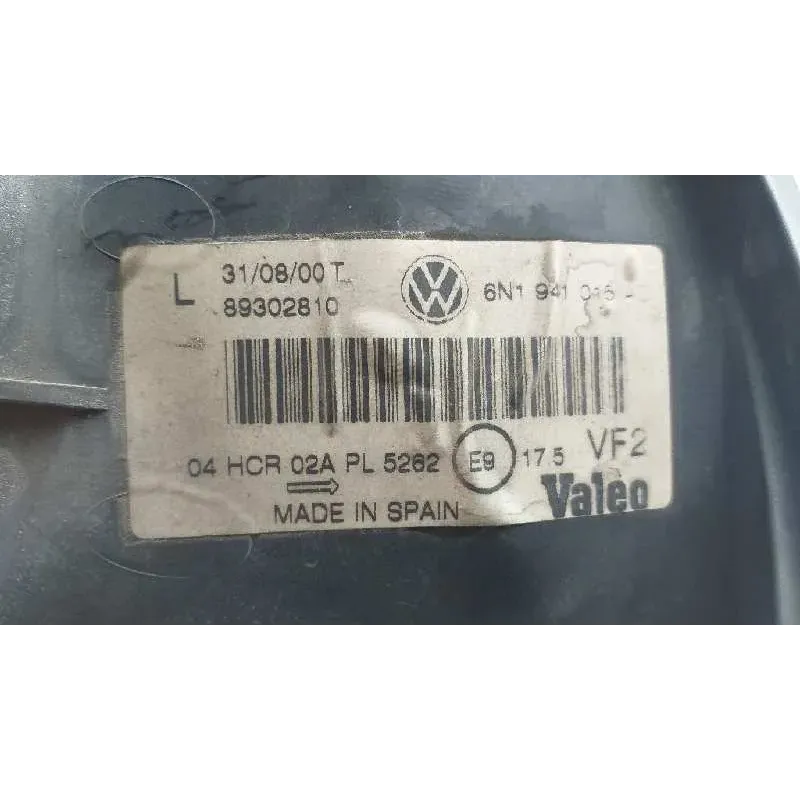 L 31/08/00 T
89302810
6N1 941 015
04 HCR 02A PL 5262 E9 17.5 VF2
MADE IN SPAIN
Valeo